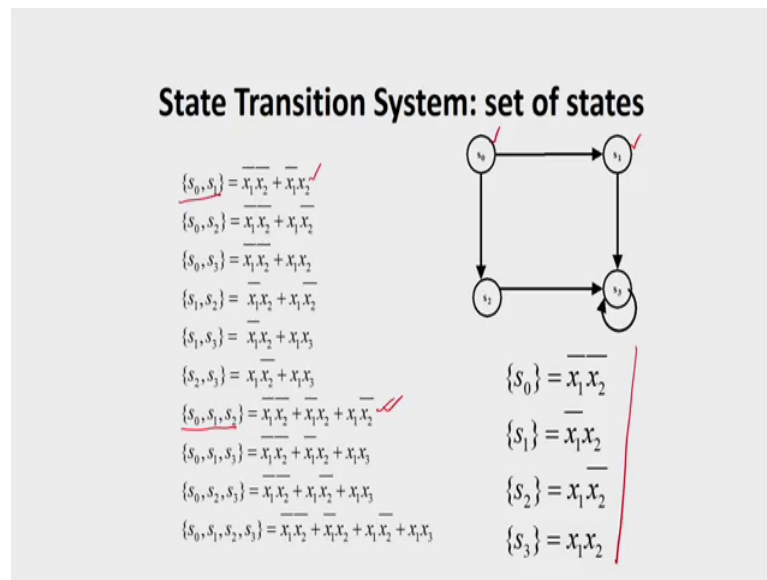 State Transition System: set of states
{s₀,s₁} = x̅₁x̅₂ + x̅₁x₂
{s₀,s₂} = x̅₁x̅₂ + x₁x̅₂
{s₀,s₃} = x̅₁x̅₂ + x₁x₂
{s₁,s₂} = x̅₁x₂ + x₁x̅₂
{s₁,s₃} = x̅₁x₂ + x₁x₃
{s₂,s₃} = x₁x̅₂ + x₁x₃
{s₀,s₁,s₂} = x̅₁x̅₂ + x̅₁x₂ + x₁x̅₂
{s₀,s₁,s₃} = x̅₁x̅₂ + x̅₁x₂ + x₁x₃
{s₀,s₂,s₃} = x̅₁x̅₂ + x₁x̅₂ + x₁x₃
{s₀,s₁,s₂,s₃} = x̅₁x̅₂ + x̅₁x₂ + x₁x̅₂ + x₁x₃
s₀ s₁
s₂ s₃
{s₀} = x̅₁x̅₂
{s₁} = x̅₁x₂
{s₂} = x₁x̅₂
{s₃} = x₁x₂